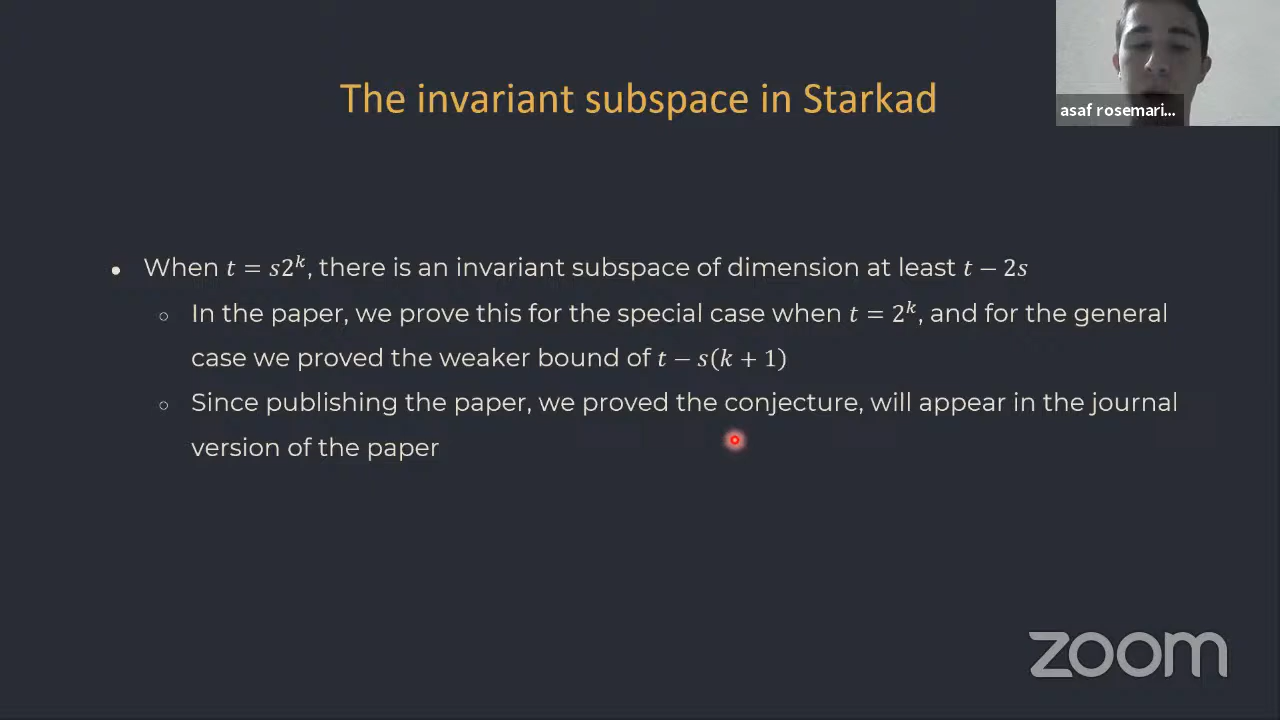 The invariant subspace in Starkad
asaf rosemari...
• When t = s2^k, there is an invariant subspace of dimension at least t − 2s
○ In the paper, we prove this for the special case when t = 2^k, and for the general
case we proved the weaker bound of t − s(k + 1)
○ Since publishing the paper, we proved the conjecture, will appear in the journal
version of the paper
zoom